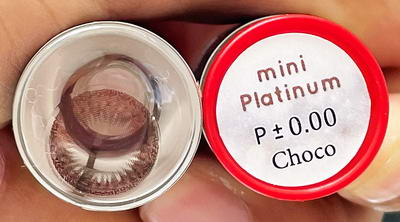 mini
Platinum
P ± 0.00
Choco